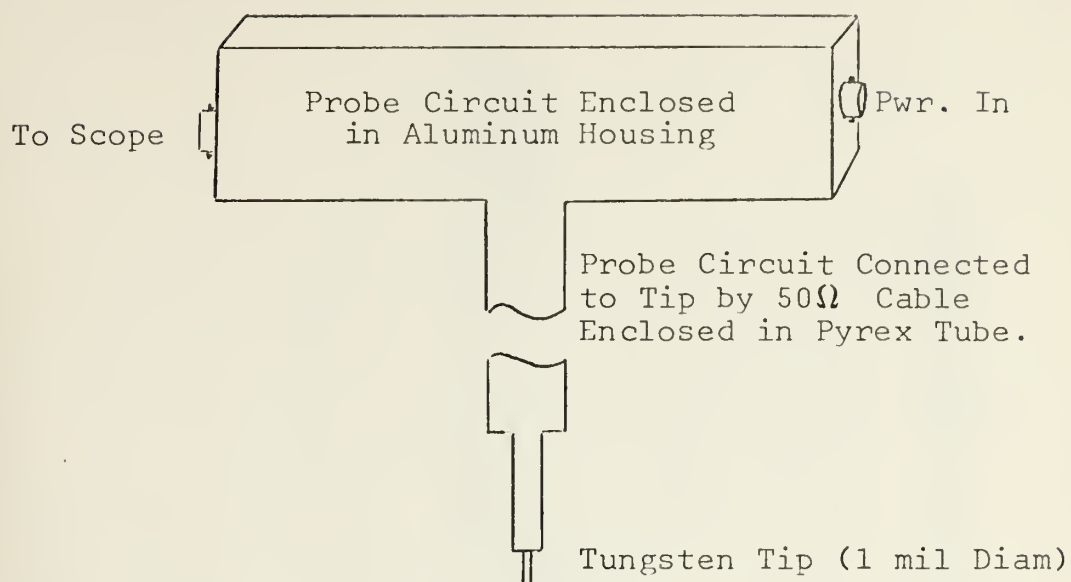 Probe Circuit Enclosed
in Aluminum Housing
To Scope
Pwr. In
Probe Circuit Connected
to Tip by 50Ω Cable
Enclosed in Pyrex Tube.
Tungsten Tip (1 mil Diam)